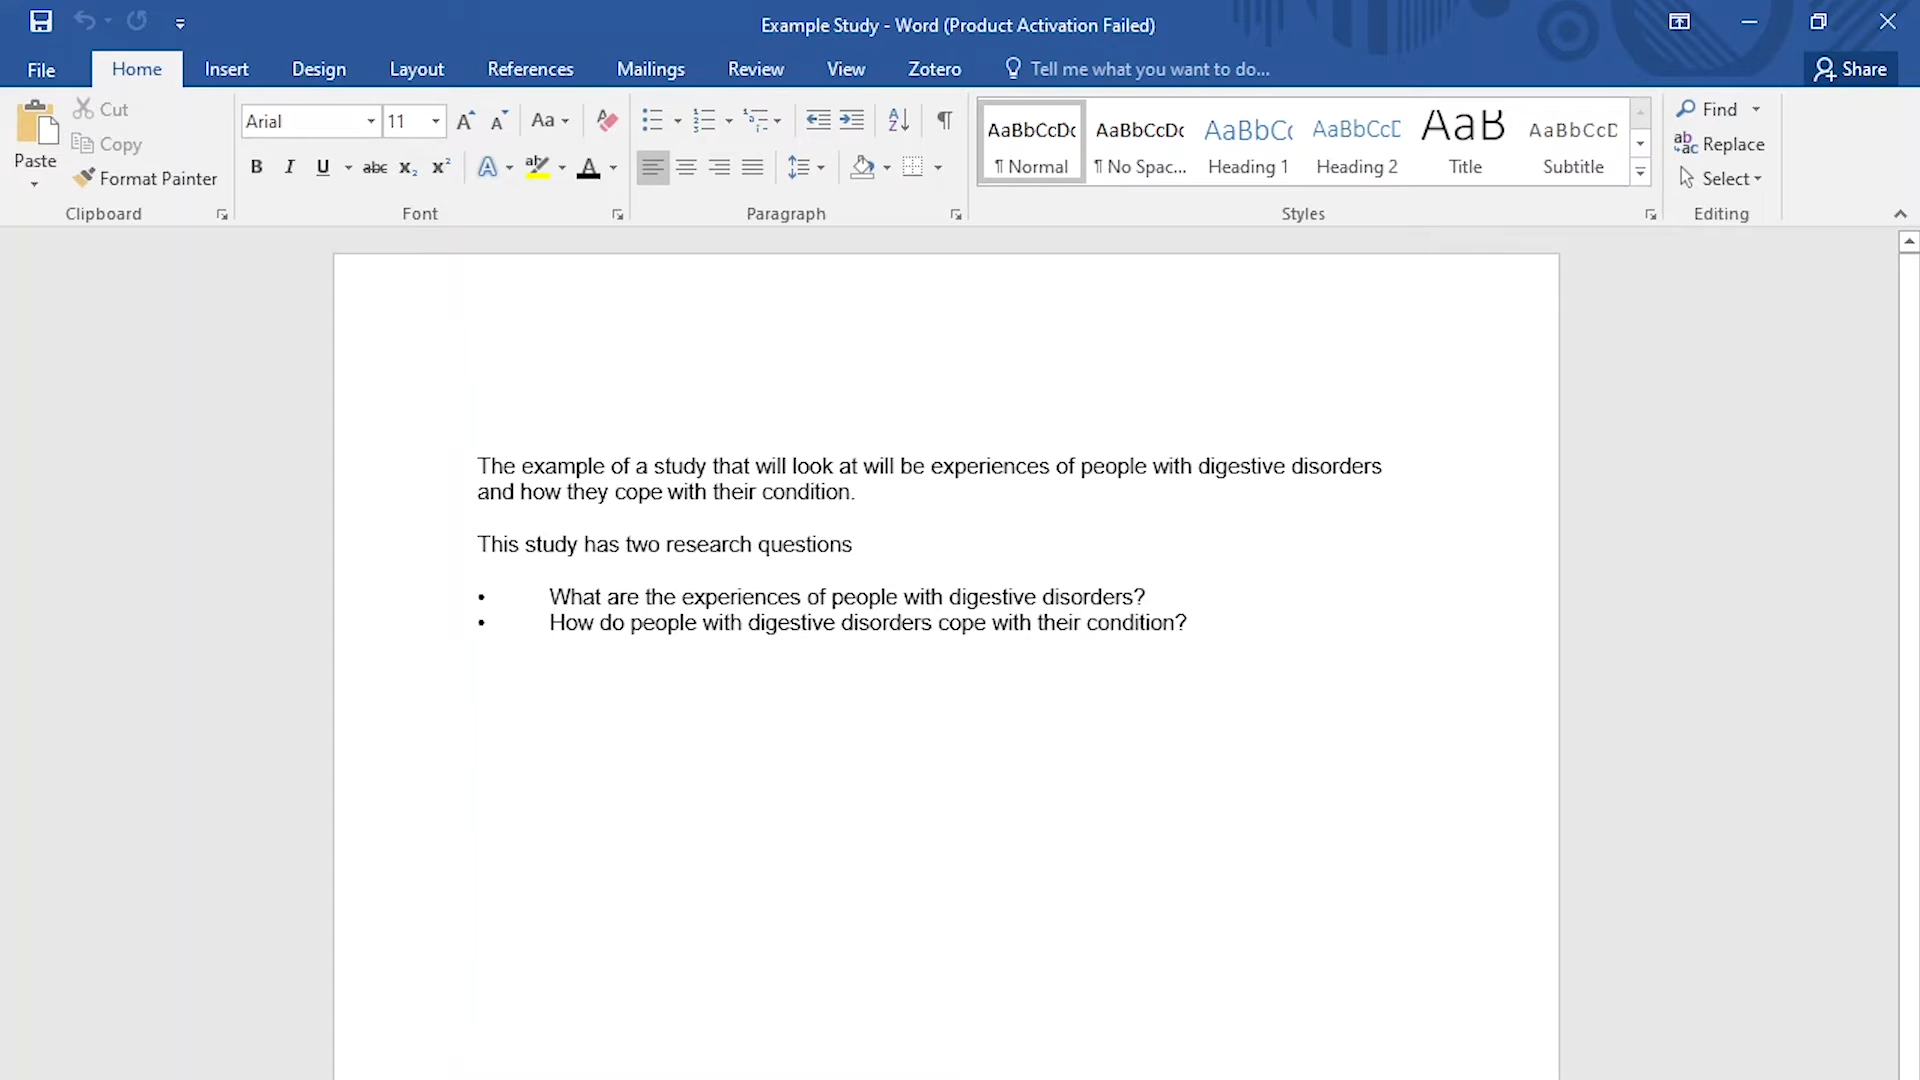 Example Study - Word (Product Activation Failed)
File Home Insert Design Layout References Mailings Review View Zotero Tell me what you want to do... Share
Paste
Cut
Copy
Format Painter
Clipboard
Arial 11 Aa
B I U abc x₂ x² A ab A
Font
Paragraph
AaBbCcDc AaBbCcDc AaBbCc AaBbCcD AaB AaBbCcD
¶ Normal ¶ No Spac... Heading 1 Heading 2 Title Subtitle
Styles
Find
Replace
Select
Editing
The example of a study that will look at will be experiences of people with digestive disorders
and how they cope with their condition.
This study has two research questions
• What are the experiences of people with digestive disorders?
• How do people with digestive disorders cope with their condition?